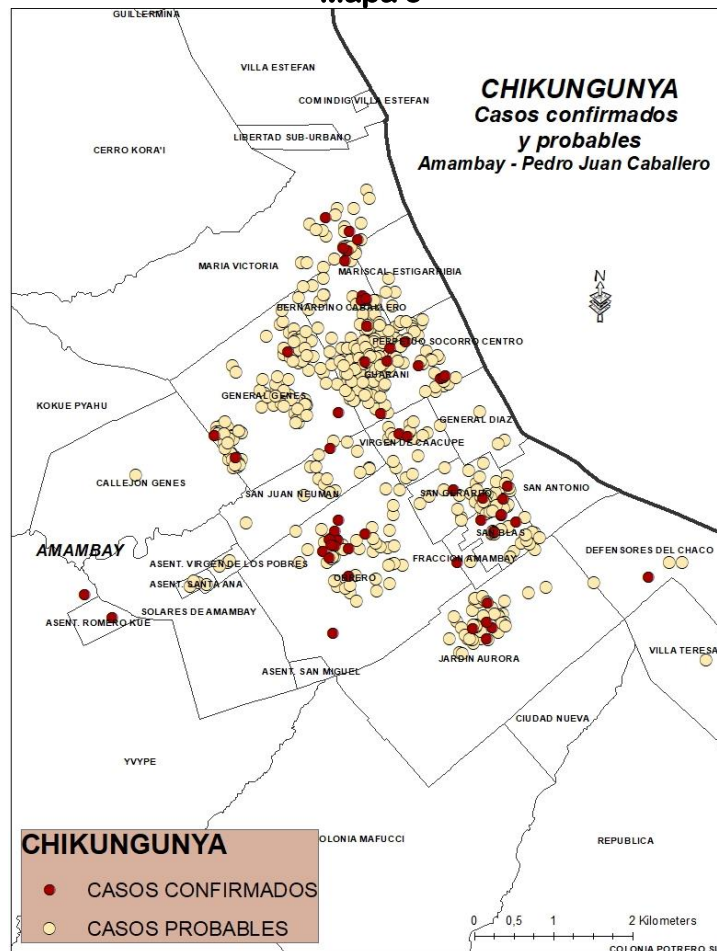 Mapa 3
GUILLERMINA
VILLA ESTEFAN
COM INDIG VILLA ESTEFAN
LIBERTAD SUB-URBANO
CERRO KORA'I
CHIKUNGUNYA
Casos confirmados
y probables
Amambay - Pedro Juan Caballero
N
MARIA VICTORIA
MARISCAL ESTIGARRIBIA
BERNARDINO CABALLERO
PERPETUO SOCORRO CENTRO
GUARANI
GENERAL GENES
KOKUE PYAHU
GENERAL DIAZ
VIRGEN DE CAACUPE
CALLEJON GENES
SAN JUAN NEUMAN
SAN GERARDO
SAN ANTONIO
SAN BLAS
AMAMBAY
DEFENSORES DEL CHACO
FRACCION AMAMBAY
ASENT. VIRGEN DE LOS POBRES
OBRERO
ASENT. SANTA ANA
SOLARES DE AMAMBAY
ASENT. ROMERO KUE
VILLA TERESA
JARDIN AURORA
ASENT. SAN MIGUEL
CIUDAD NUEVA
YVYPE
OLONIA MAFUCCI
REPUBLICA
CHIKUNGUNYA
CASOS CONFIRMADOS
CASOS PROBABLES
0 0,5 1 2 Kilometers
COLONIA POTRERO SU